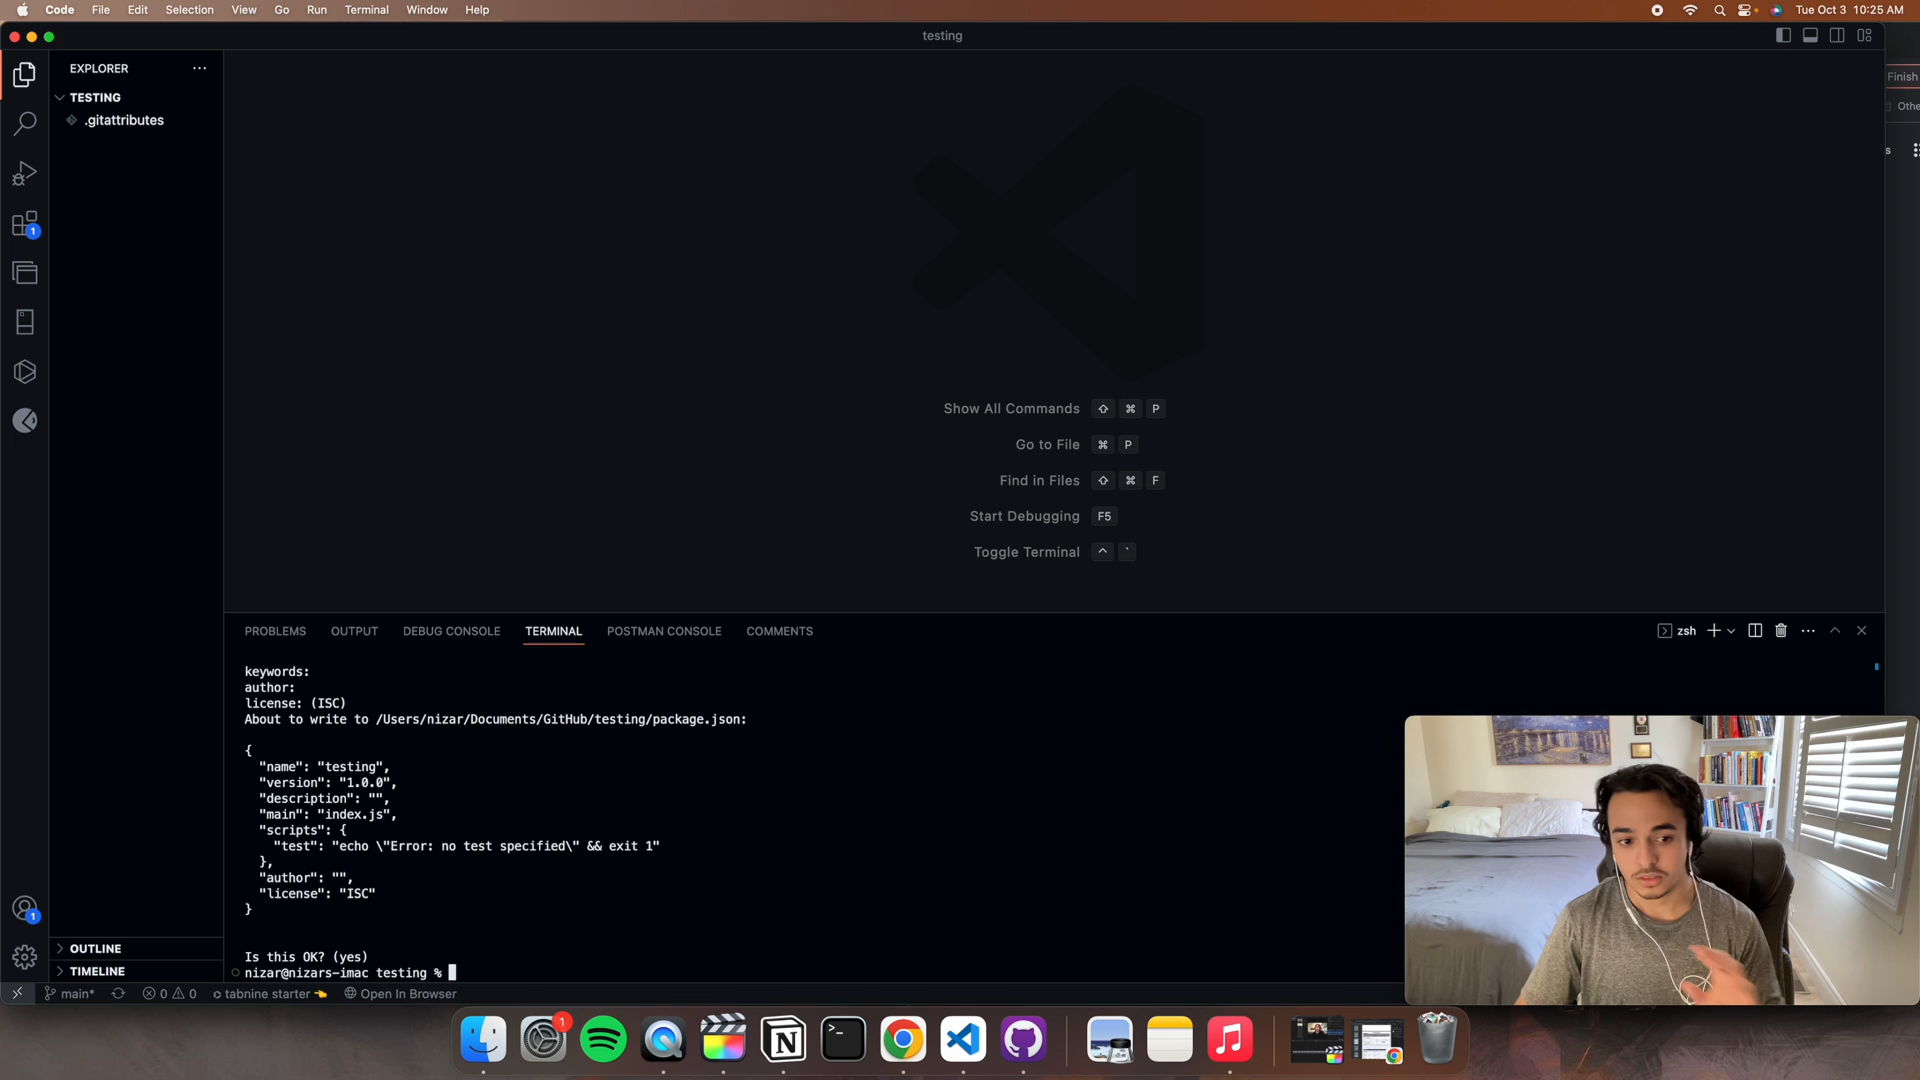 Code File Edit Selection View Go Run Terminal Window Help Tue Oct 3 10:25 AM
testing
EXPLORER
TESTING
.gitattributes
Finish
Othe
s
1
Show All Commands ⇧ ⌘ P
Go to File ⌘ P
Find in Files ⇧ ⌘ F
Start Debugging F5
Toggle Terminal ^ `
PROBLEMS OUTPUT DEBUG CONSOLE TERMINAL POSTMAN CONSOLE COMMENTS zsh
keywords:
author:
license: (ISC)
About to write to /Users/nizar/Documents/GitHub/testing/package.json:
{
"name": "testing",
"version": "1.0.0",
"description": "",
"main": "index.js",
"scripts": {
"test": "echo \"Error: no test specified\" && exit 1"
},
"author": "",
"license": "ISC"
}
Is this OK? (yes)
nizar@nizars-imac testing %
1
OUTLINE
TIMELINE
main* 0 0 tabnine starter Open In Browser
1